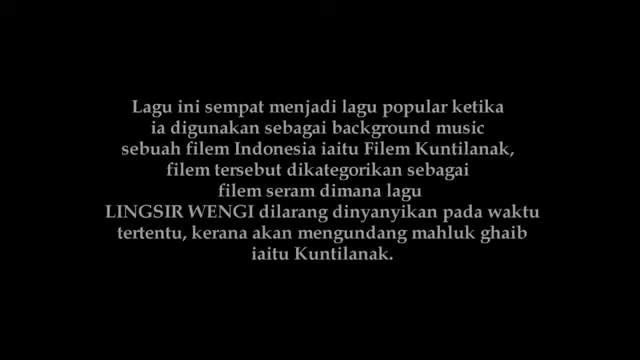 Lagu ini sempat menjadi lagu popular ketika
ia digunakan sebagai background music
sebuah filem Indonesia iaitu Filem Kuntilanak,
filem tersebut dikategorikan sebagai
filem seram dimana lagu
LINGSIR WENGI dilarang dinyanyikan pada waktu
tertentu, kerana akan mengundang mahluk ghaib
iaitu Kuntilanak.